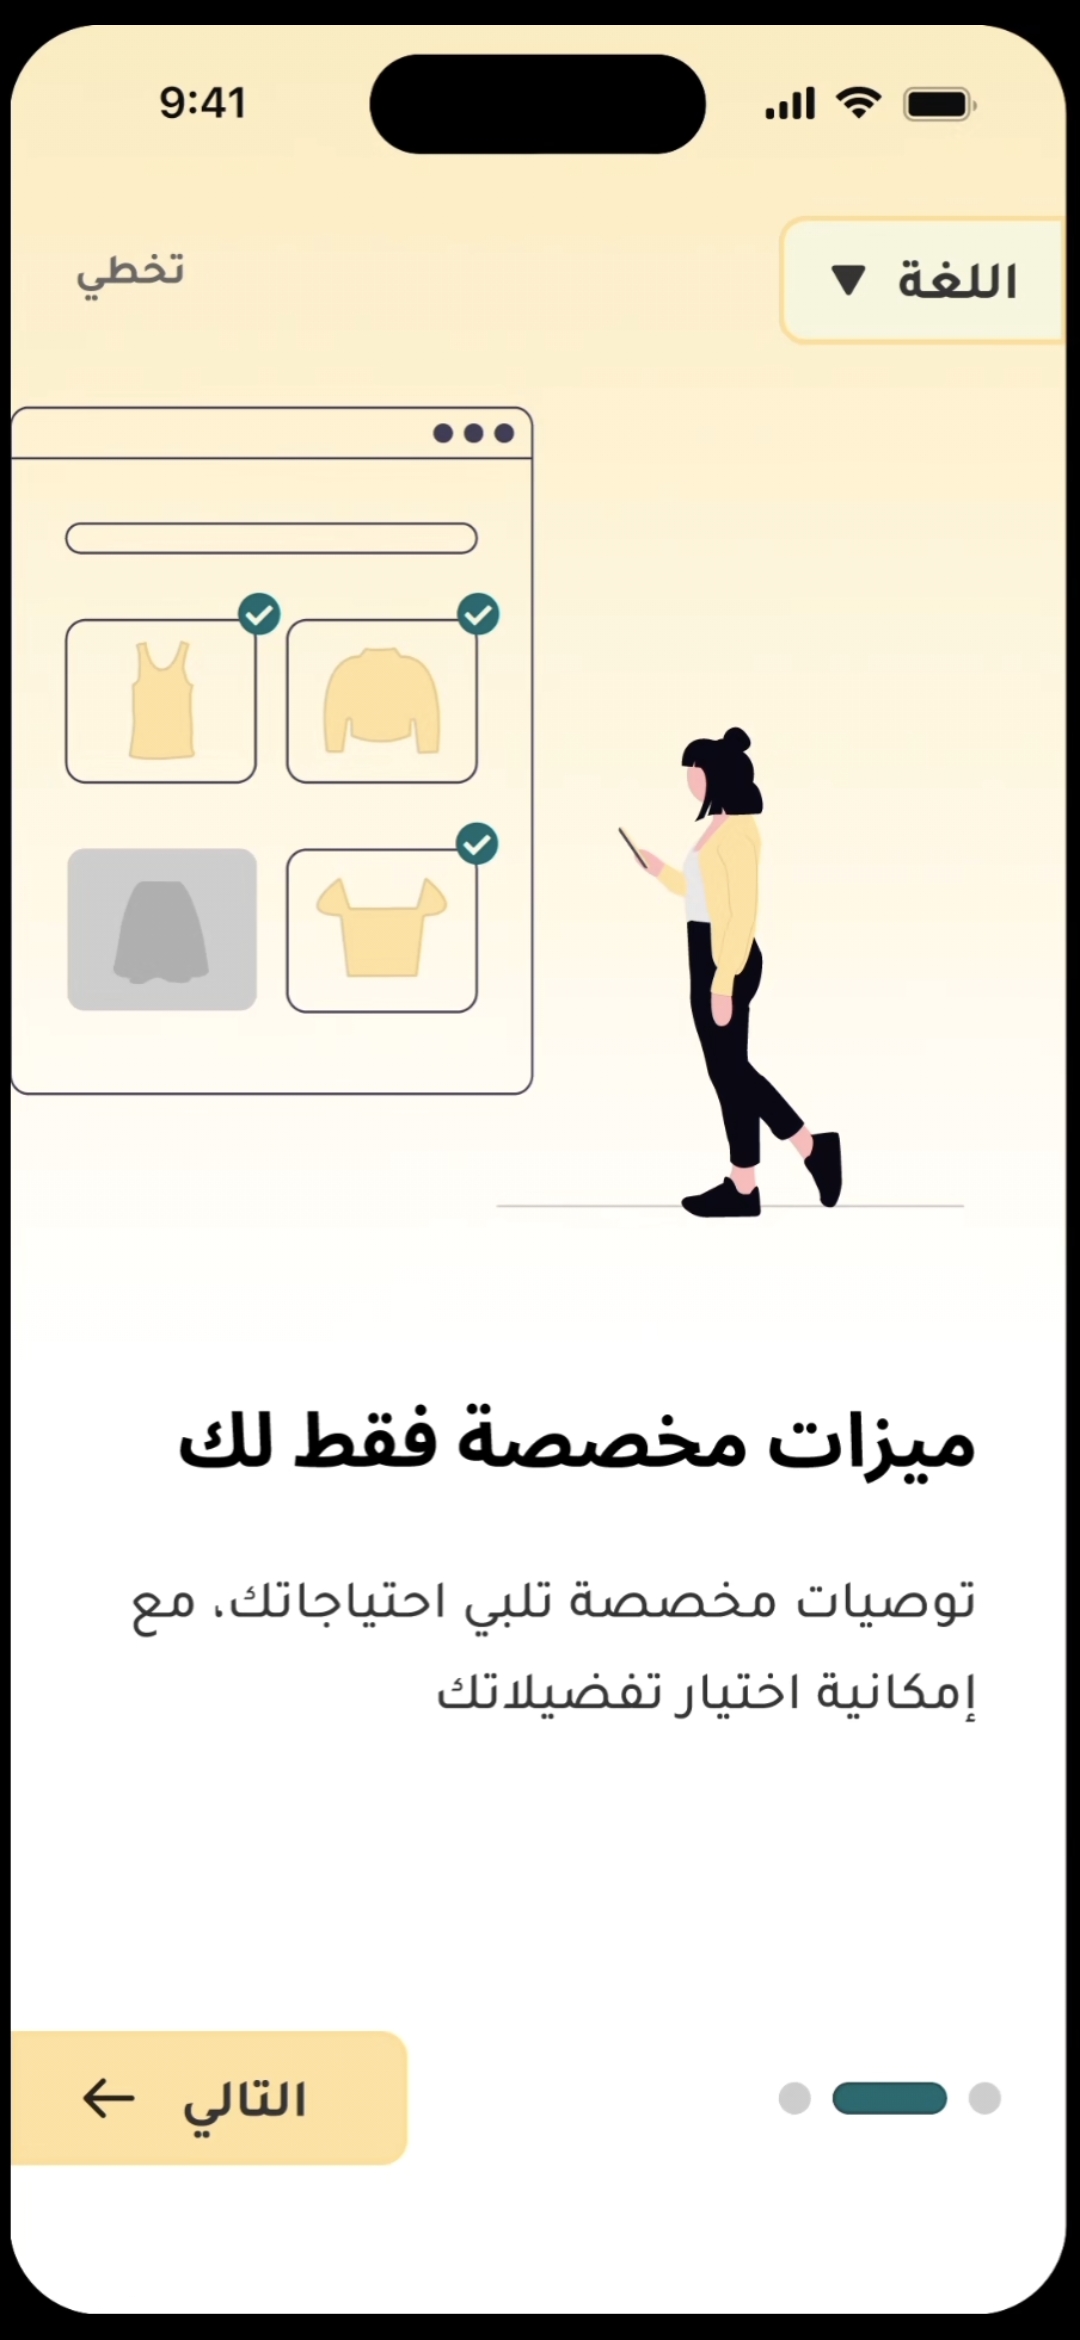 9:41
اللغة
تخطي
ميزات مخصصة فقط لك
توصيات مخصصة تلبي احتياجاتك، مع
إمكانية اختيار تفضيلاتك
التالي